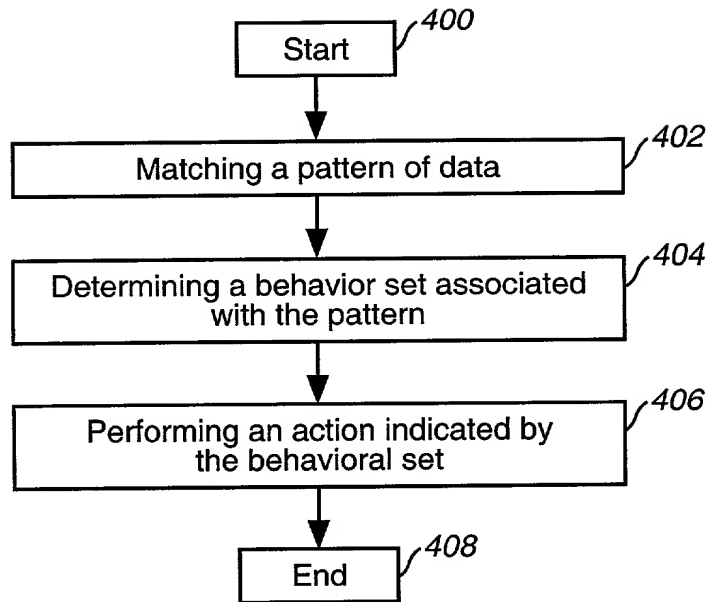 400
Start
402
Matching a pattern of data
404
Determining a behavior set associated
with the pattern
406
Performing an action indicated by
the behavioral set
408
End